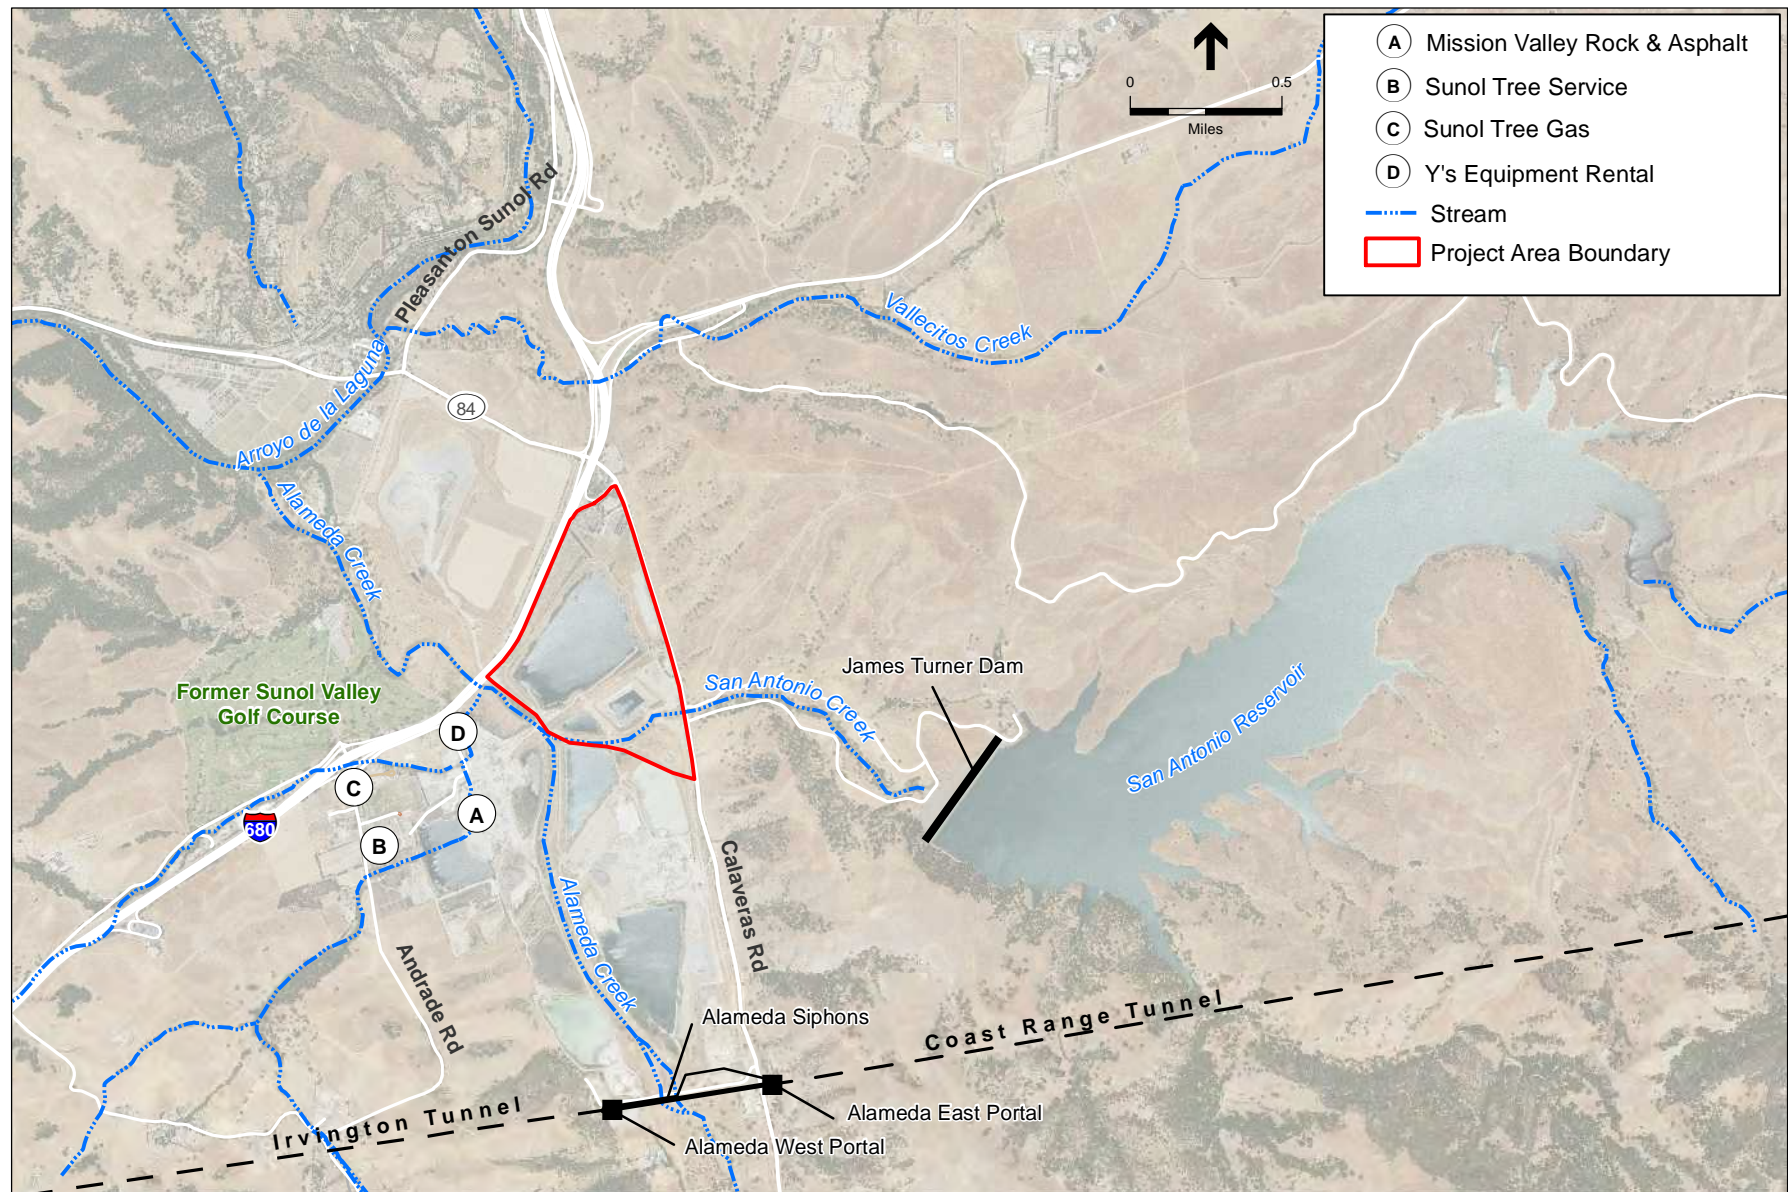 A Mission Valley Rock & Asphalt
B Sunol Tree Service
C Sunol Tree Gas
D Y's Equipment Rental
Stream
Project Area Boundary
0 0.5
Miles
Pleasanton Sunol Rd
Vallecitos Creek
Arroyo de la Laguna
84
Alameda Creek
James Turner Dam
San Antonio Creek
San Antonio Reservoir
Former Sunol Valley
Golf Course
D
C
A
B
680
Calaveras Rd
Alameda Creek
Andrade Rd
Alameda Siphons
Coast Range Tunnel
Irvington Tunnel
Alameda East Portal
Alameda West Portal